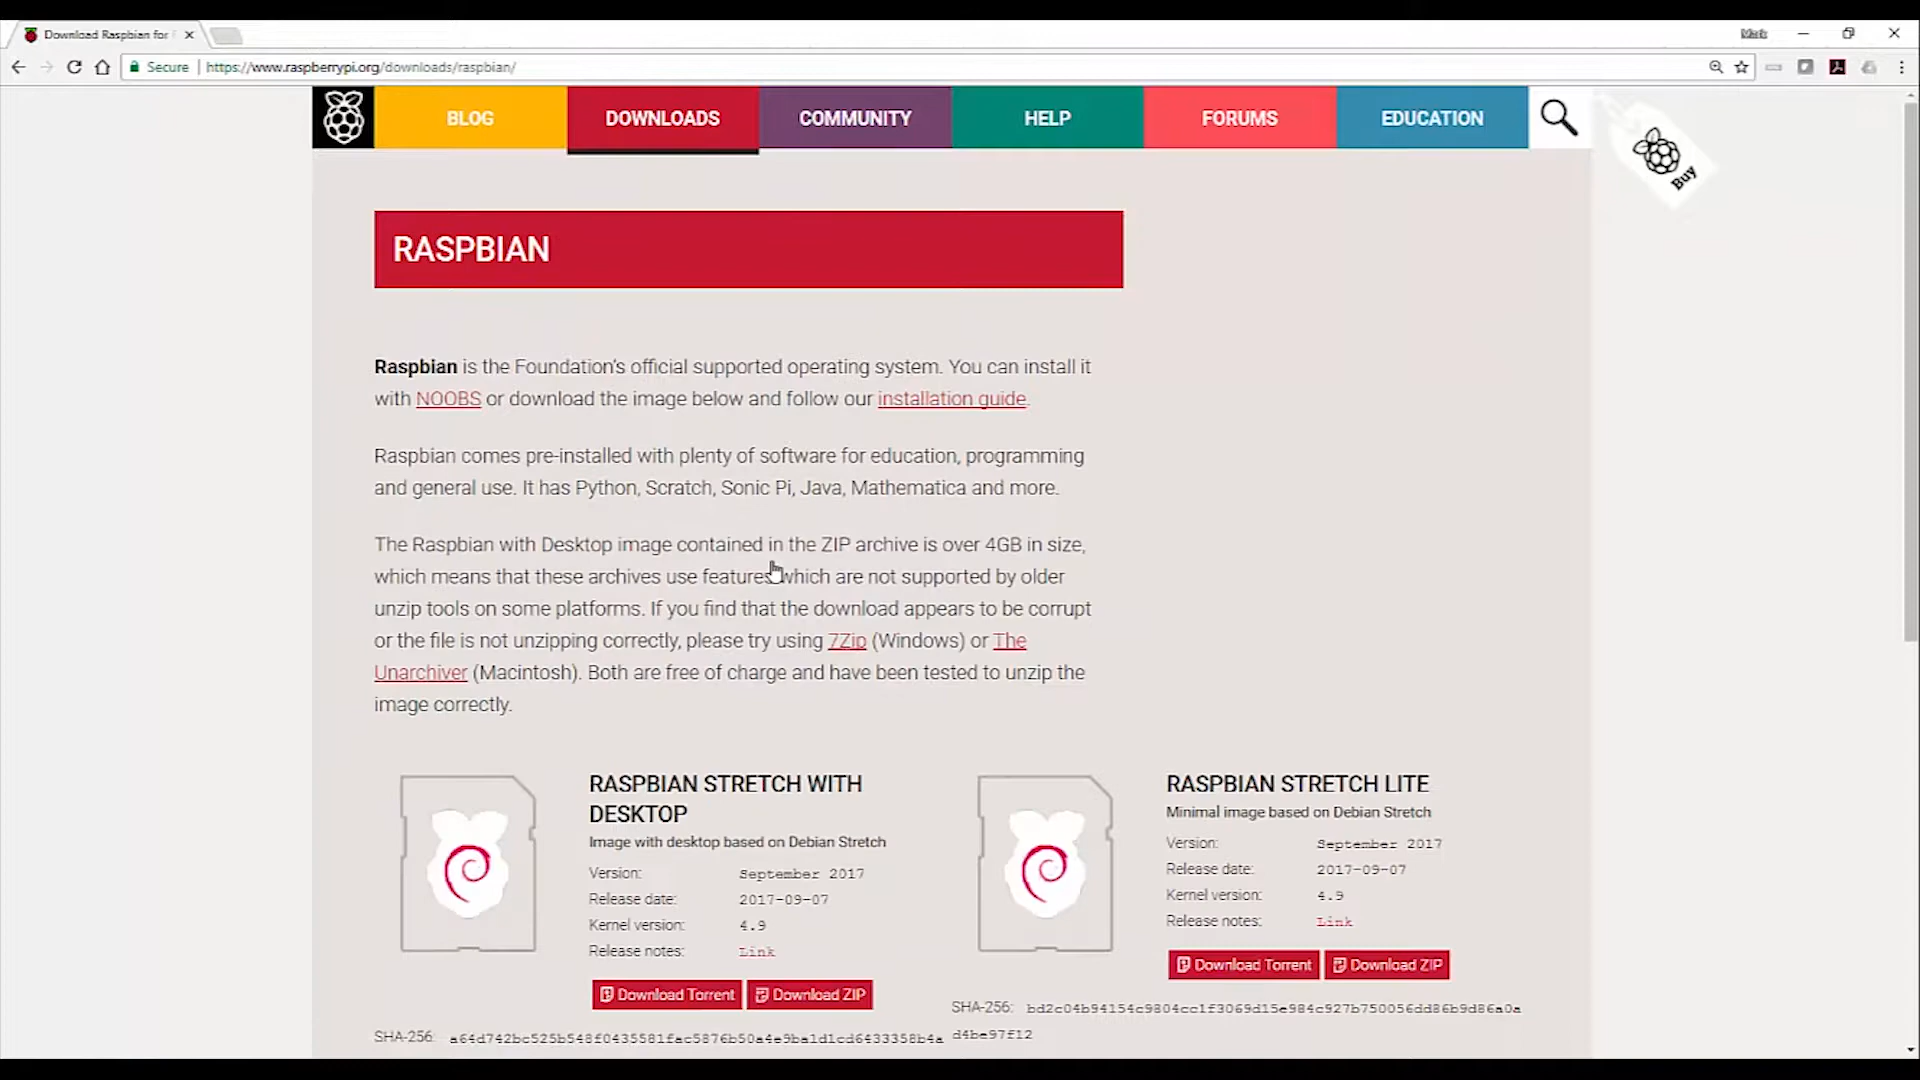 Download Raspbian for
Mark
Secure
https://www.raspberrypi.org/downloads/raspbian/
BLOG
DOWNLOADS
COMMUNITY
HELP
FORUMS
EDUCATION
Buy
RASPBIAN
Raspbian is the Foundation's official supported operating system. You can install it
with NOOBS or download the image below and follow our installation guide.
Raspbian comes pre-installed with plenty of software for education, programming
and general use. It has Python, Scratch, Sonic Pi, Java, Mathematica and more.
The Raspbian with Desktop image contained in the ZIP archive is over 4GB in size,
which means that these archives use features which are not supported by older
unzip tools on some platforms. If you find that the download appears to be corrupt
or the file is not unzipping correctly, please try using 7Zip (Windows) or The
Unarchiver (Macintosh). Both are free of charge and have been tested to unzip the
image correctly.
RASPBIAN STRETCH WITH
DESKTOP
Image with desktop based on Debian Stretch
Version: September 2017
Release date: 2017-09-07
Kernel version: 4.9
Release notes: Link
Download Torrent
Download ZIP
SHA-256: a64d742bc525b548f0435581fac5876b50a4e9ba1d1cd6433358b4a
RASPBIAN STRETCH LITE
Minimal image based on Debian Stretch
Version: September 2017
Release date: 2017-09-07
Kernel version: 4.9
Release notes: Link
Download Torrent
Download ZIP
SHA-256: bd2c04b94154c9804cc1f3069d15e984c927b750056dd86b9d86a0a
d4be97f12